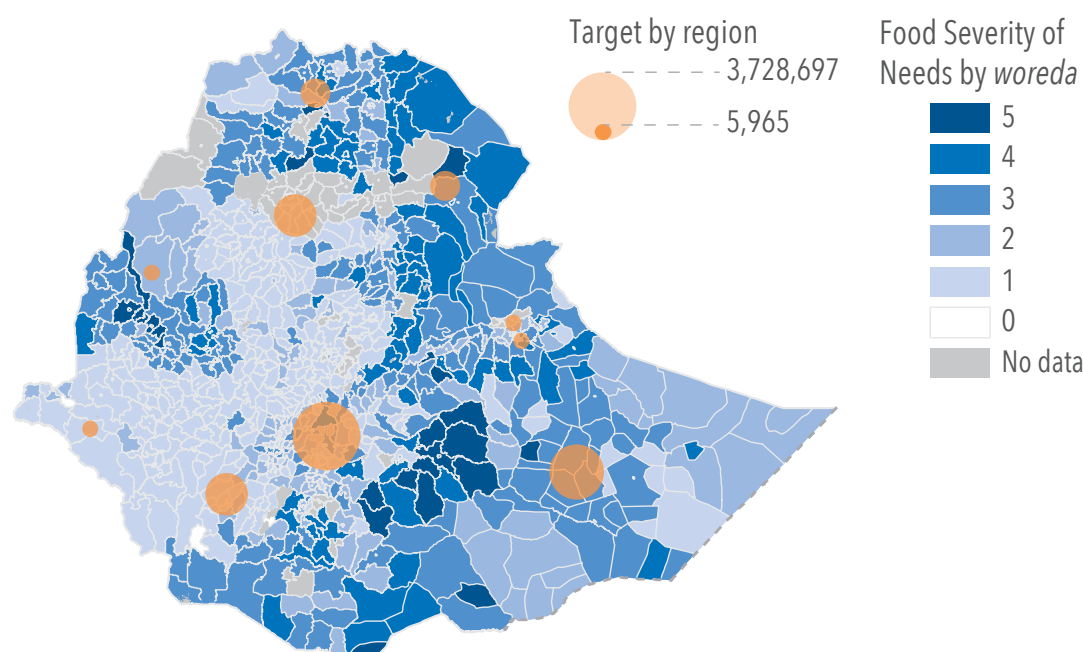 Target by region
3,728,697
5,965
Food Severity of
Needs by woreda
5
4
3
2
1
0
No data